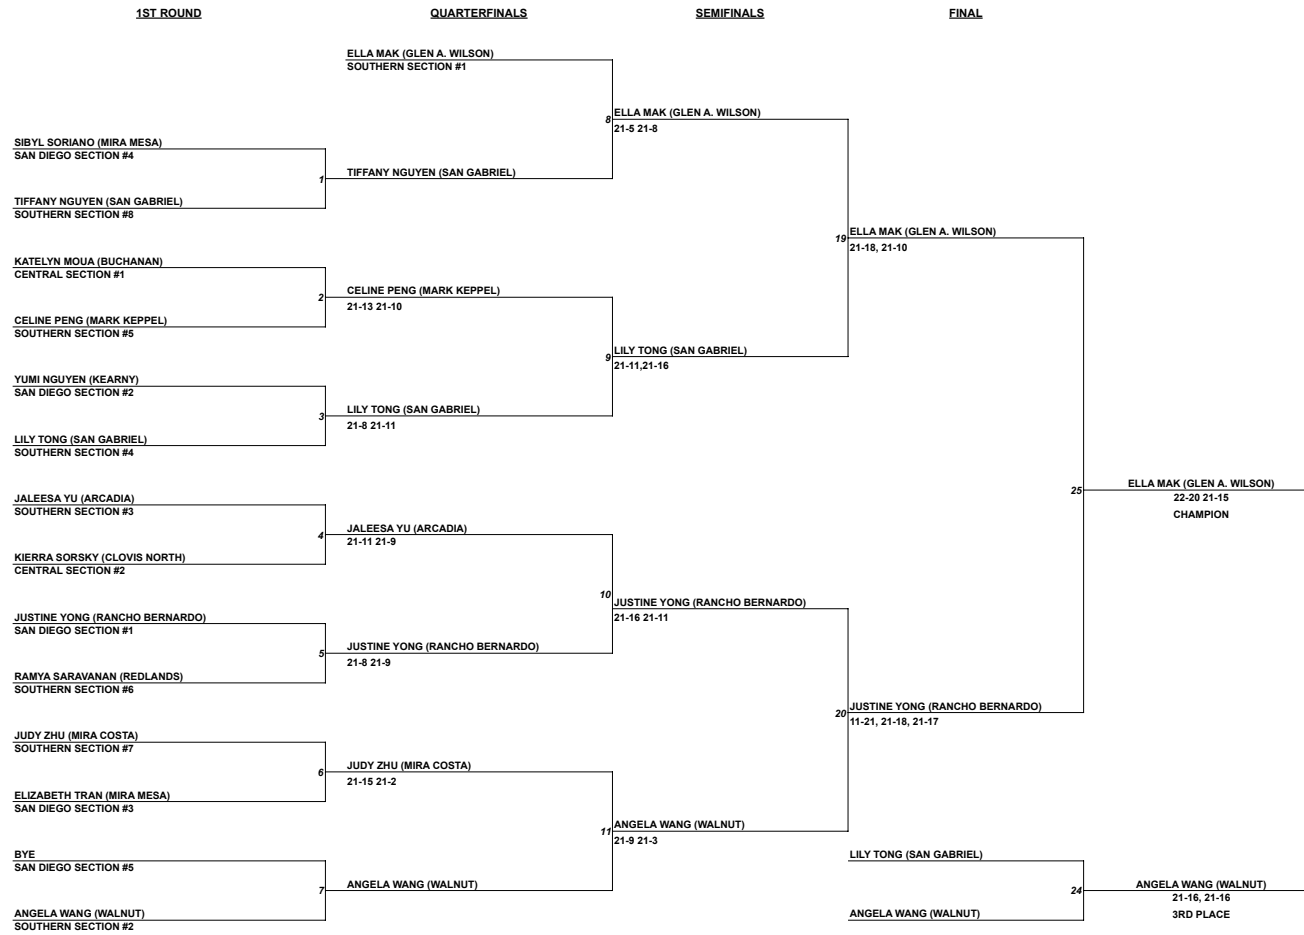 1ST ROUND
QUARTERFINALS
SEMIFINALS
FINAL
ELLA MAK (GLEN A. WILSON)
SOUTHERN SECTION #1
8
ELLA MAK (GLEN A. WILSON)
21-5 21-8
SIBYL SORIANO (MIRA MESA)
SAN DIEGO SECTION #4
1
TIFFANY NGUYEN (SAN GABRIEL)
TIFFANY NGUYEN (SAN GABRIEL)
SOUTHERN SECTION #8
19
ELLA MAK (GLEN A. WILSON)
21-18, 21-10
KATELYN MOUA (BUCHANAN)
CENTRAL SECTION #1
2
CELINE PENG (MARK KEPPEL)
21-13 21-10
CELINE PENG (MARK KEPPEL)
SOUTHERN SECTION #5
9
LILY TONG (SAN GABRIEL)
21-11,21-16
YUMI NGUYEN (KEARNY)
SAN DIEGO SECTION #2
3
LILY TONG (SAN GABRIEL)
21-8 21-11
LILY TONG (SAN GABRIEL)
SOUTHERN SECTION #4
25
ELLA MAK (GLEN A. WILSON)
22-20 21-15
CHAMPION
JALEESA YU (ARCADIA)
SOUTHERN SECTION #3
4
JALEESA YU (ARCADIA)
21-11 21-9
KIERRA SORSKY (CLOVIS NORTH)
CENTRAL SECTION #2
10
JUSTINE YONG (RANCHO BERNARDO)
21-16 21-11
JUSTINE YONG (RANCHO BERNARDO)
SAN DIEGO SECTION #1
5
JUSTINE YONG (RANCHO BERNARDO)
21-8 21-9
RAMYA SARAVANAN (REDLANDS)
SOUTHERN SECTION #6
20
JUSTINE YONG (RANCHO BERNARDO)
11-21, 21-18, 21-17
JUDY ZHU (MIRA COSTA)
SOUTHERN SECTION #7
6
JUDY ZHU (MIRA COSTA)
21-15 21-2
ELIZABETH TRAN (MIRA MESA)
SAN DIEGO SECTION #3
11
ANGELA WANG (WALNUT)
21-9 21-3
BYE
SAN DIEGO SECTION #5
7
ANGELA WANG (WALNUT)
ANGELA WANG (WALNUT)
SOUTHERN SECTION #2
LILY TONG (SAN GABRIEL)
24
ANGELA WANG (WALNUT)
ANGELA WANG (WALNUT)
21-16, 21-16
3RD PLACE